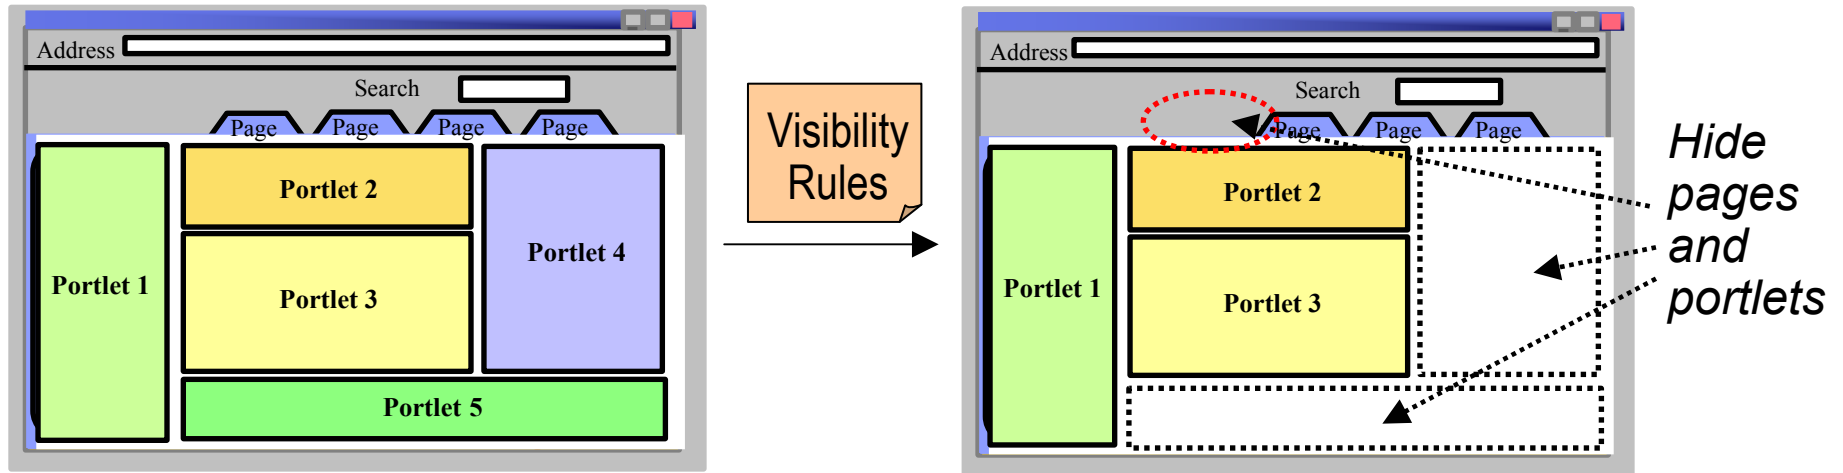 Address
Search
Page Page Page Page
Portlet 1
Portlet 2
Portlet 3
Portlet 4
Portlet 5
Visibility
Rules
Address
Search
Page Page Page
Portlet 1
Portlet 2
Portlet 3
Hide
pages
and
portlets